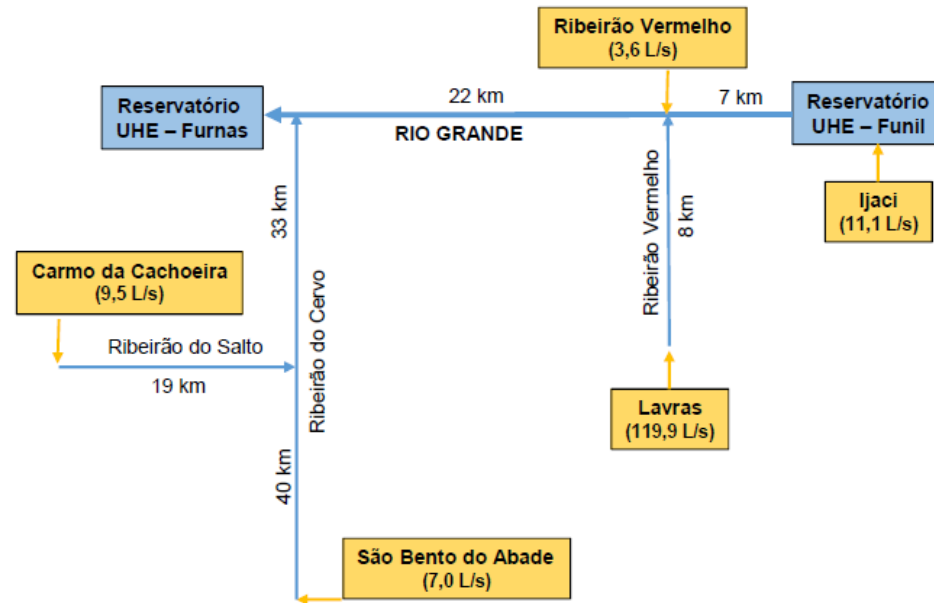 Ribeirão Vermelho
(3,6 L/s)
Reservatório
UHE – Furnas
22 km
7 km
Reservatório
UHE – Funil
RIO GRANDE
Ribeirão Vermelho
8 km
Ijaci
(11,1 L/s)
33 km
Carmo da Cachoeira
(9,5 L/s)
Ribeirão do Cervo
Ribeirão do Salto
19 km
Lavras
(119,9 L/s)
40 km
São Bento do Abade
(7,0 L/s)